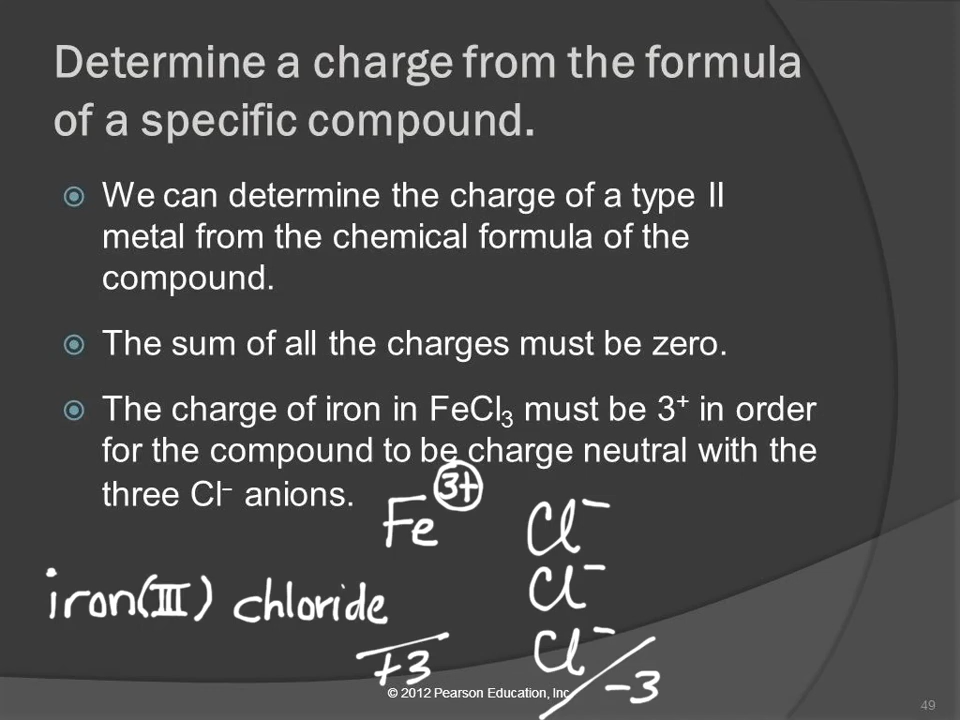 Determine a charge from the formula
of a specific compound.
We can determine the charge of a type II
metal from the chemical formula of the
compound.
The sum of all the charges must be zero.
The charge of iron in FeCl₃ must be 3⁺ in order
for the compound to be charge neutral with the
three Cl⁻ anions.
Fe³⁺ Cl⁻
Cl⁻
iron(III) chloride
Cl⁻
+3 -3
© 2012 Pearson Education, Inc
49